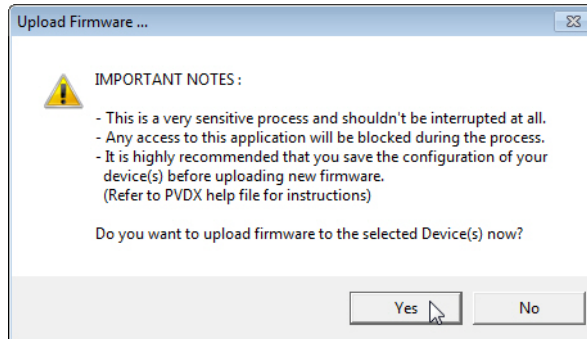 Upload Firmware ...
IMPORTANT NOTES :
- This is a very sensitive process and shouldn't be interrupted at all.
- Any access to this application will be blocked during the process.
- It is highly recommended that you save the configuration of your
device(s) before uploading new firmware.
(Refer to PVDX help file for instructions)
Do you want to upload firmware to the selected Device(s) now?
Yes
No